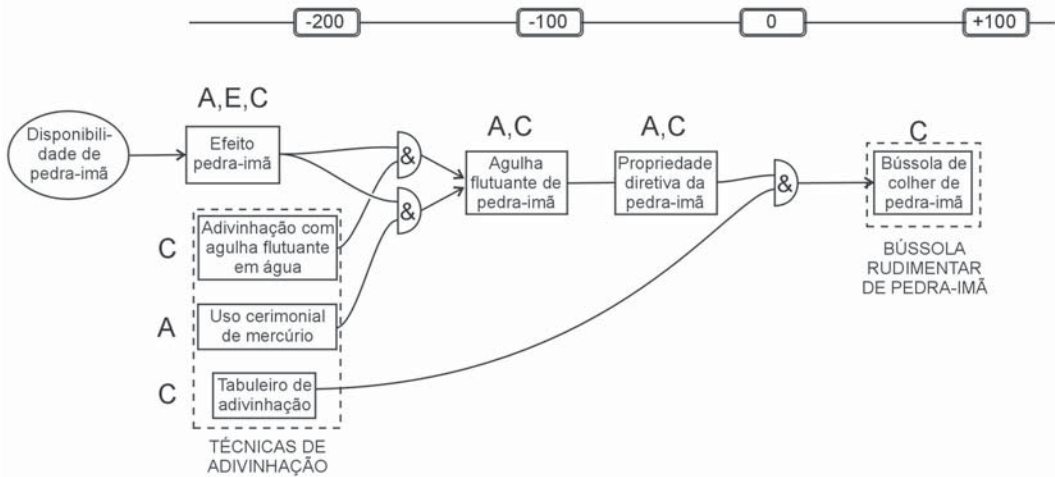 -200
-100
0
+100
A,E,C
A,C
A,C
C
Disponibili-
dade de
pedra-imã
Efeito
pedra-imã
&
&
Agulha
flutuante de
pedra-imã
Propriedade
diretiva da
pedra-imã
&
Bússola de
colher de
pedra-imã
C
Adivinhação com
agulha flutuante
em água
BÚSSOLA
RUDIMENTAR
DE PEDRA-IMÃ
A
Uso cerimonial
de mercúrio
C
Tabuleiro de
adivinhação
TÉCNICAS DE
ADIVINHAÇÃO